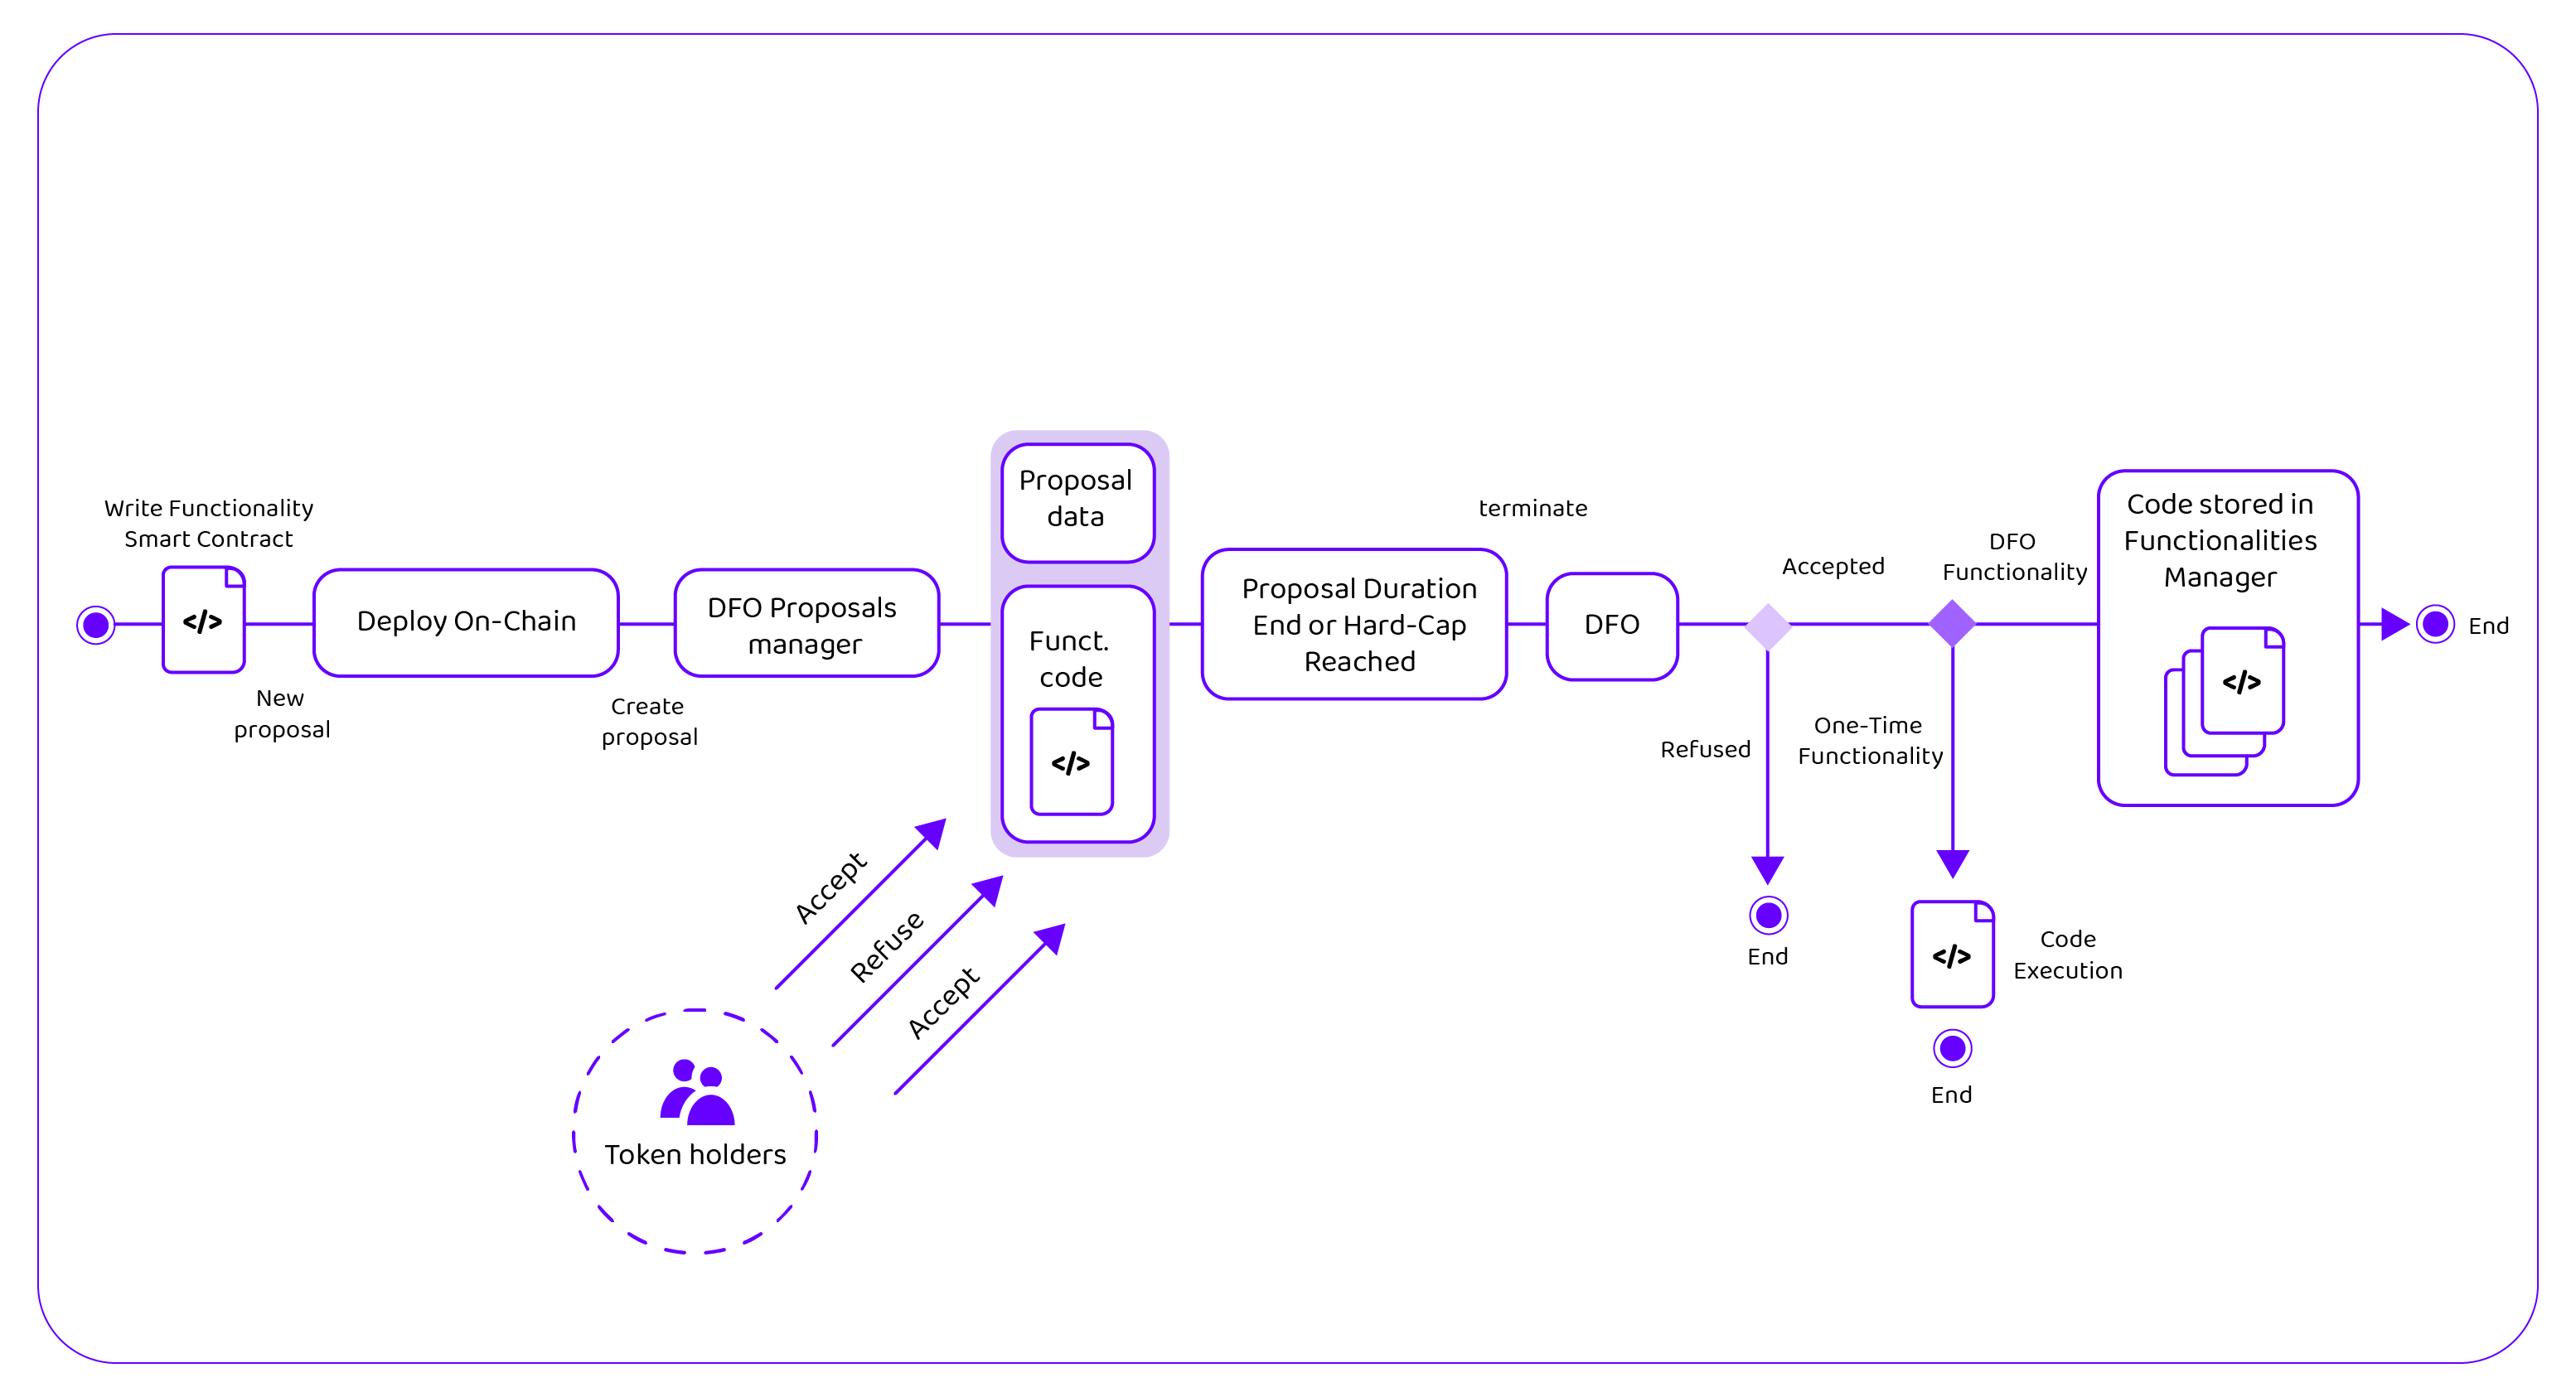 Write Functionality
Smart Contract
</>
New
proposal
Deploy On-Chain
Create
proposal
DFO Proposals
manager
Proposal
data
Funct.
code
</>
Accept
Refuse
Accept
Token holders
Proposal Duration
End or Hard-Cap
Reached
terminate
DFO
Accepted
Refused
End
DFO
Functionality
One-Time
Functionality
</>
Code
Execution
End
Code stored in
Functionalities
Manager
</>
End